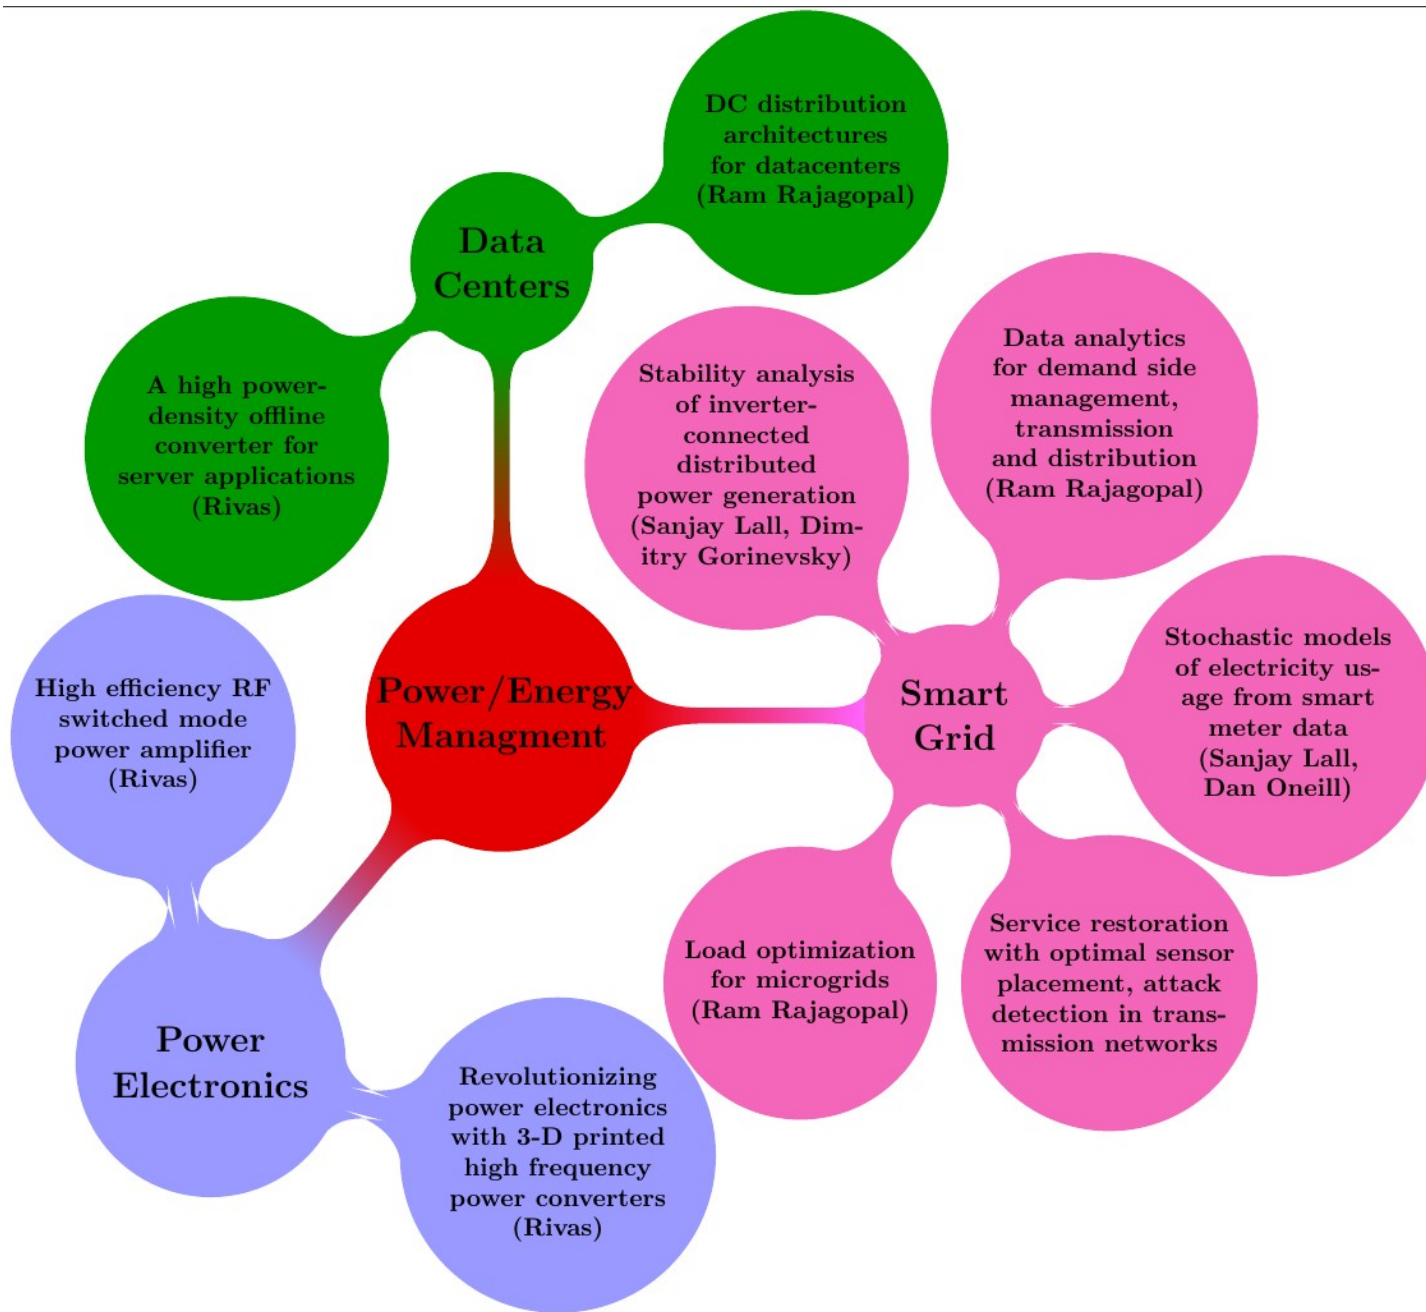 DC distribution
architectures
for datacenters
(Ram Rajagopal)
Data
Centers
A high power-
density offline
converter for
server applications
(Rivas)
Stability analysis
of inverter-
connected
distributed
power generation
(Sanjay Lall, Dim-
itry Gorinevsky)
Data analytics
for demand side
management,
transmission
and distribution
(Ram Rajagopal)
High efficiency RF
switched mode
power amplifier
(Rivas)
Power/Energy
Managment
Smart
Grid
Stochastic models
of electricity us-
age from smart
meter data
(Sanjay Lall,
Dan Oneill)
Load optimization
for microgrids
(Ram Rajagopal)
Service restoration
with optimal sensor
placement, attack
detection in trans-
mission networks
Power
Electronics
Revolutionizing
power electronics
with 3-D printed
high frequency
power converters
(Rivas)